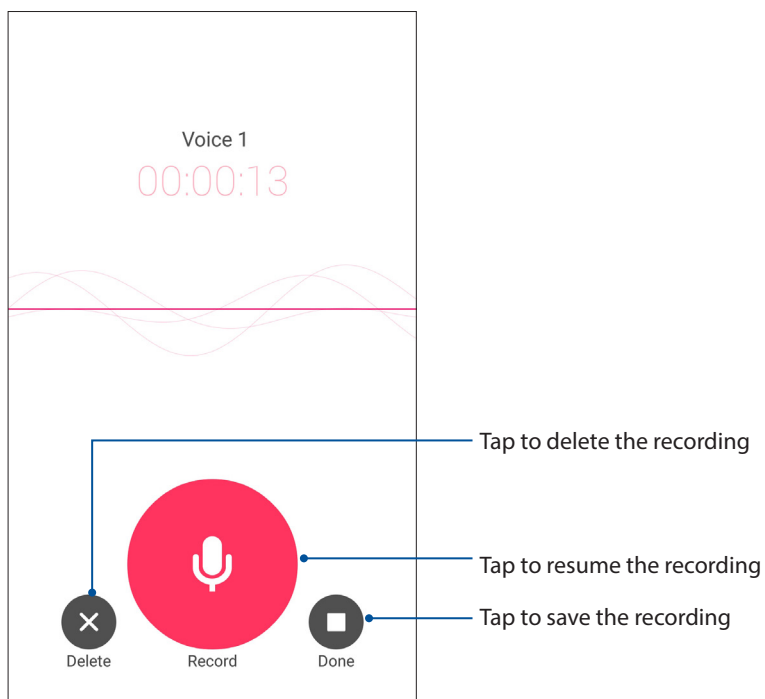 Voice 1
00:00:13
Tap to delete the recording
Tap to resume the recording
Tap to save the recording
Delete
Record
Done